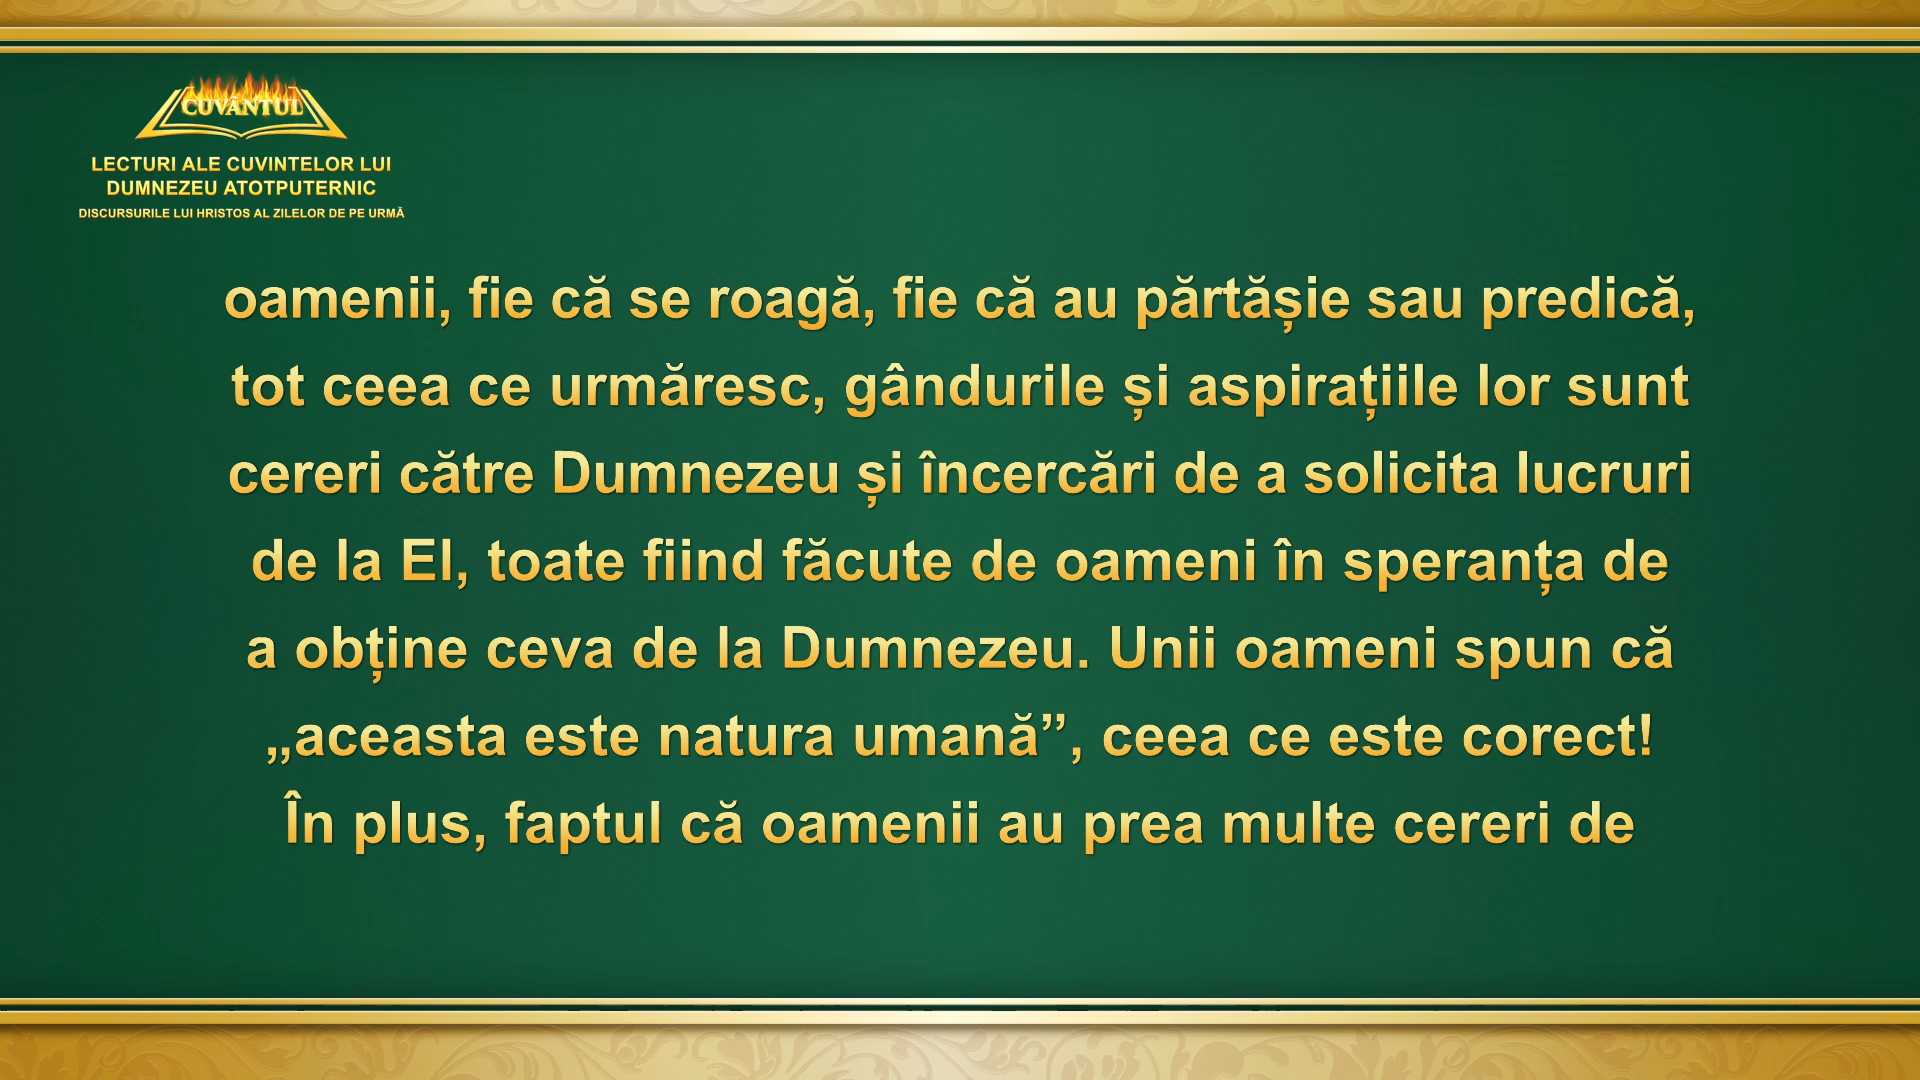 CUVÂNTUL
LECTURI ALE CUVINTELOR LUI
DUMNEZEU ATOTPUTERNIC
DISCURSURILE LUI HRISTOS AL ZILELOR DE PE URMĂ
oamenii, fie că se roagă, fie că au părtășie sau predică,
tot ceea ce urmăresc, gândurile și aspirațiile lor sunt
cereri către Dumnezeu și încercări de a solicita lucruri
de la El, toate fiind făcute de oameni în speranța de
a obține ceva de la Dumnezeu. Unii oameni spun că
„aceasta este natura umană”, ceea ce este corect!
În plus, faptul că oamenii au prea multe cereri de